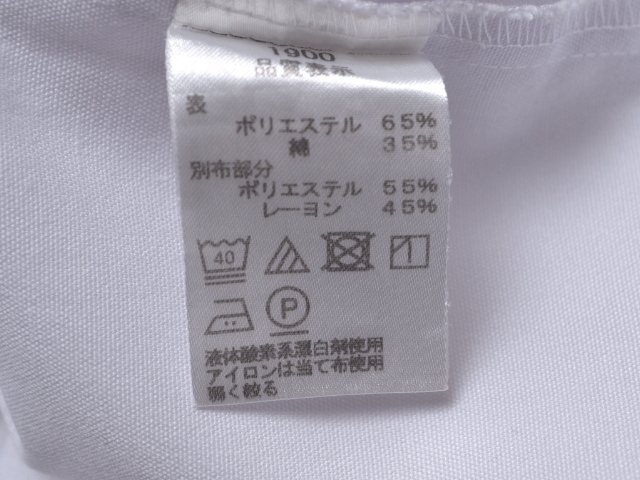 1900
品質表示
表
ポリエステル 65%
綿 35%
別布部分
ポリエステル 55%
レーヨン 45%
40
P
液体酸素系漂白剤使用
アイロンは当て布使用
弱く絞る